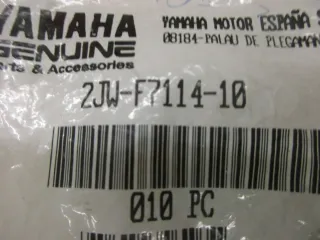 YAMAHA
GENUINE
Parts & Accessories
YAMAHA MOTOR ESPAÑA
08184-PALAU DE PLEGAMAN
2JW-F7114-10
010 PC